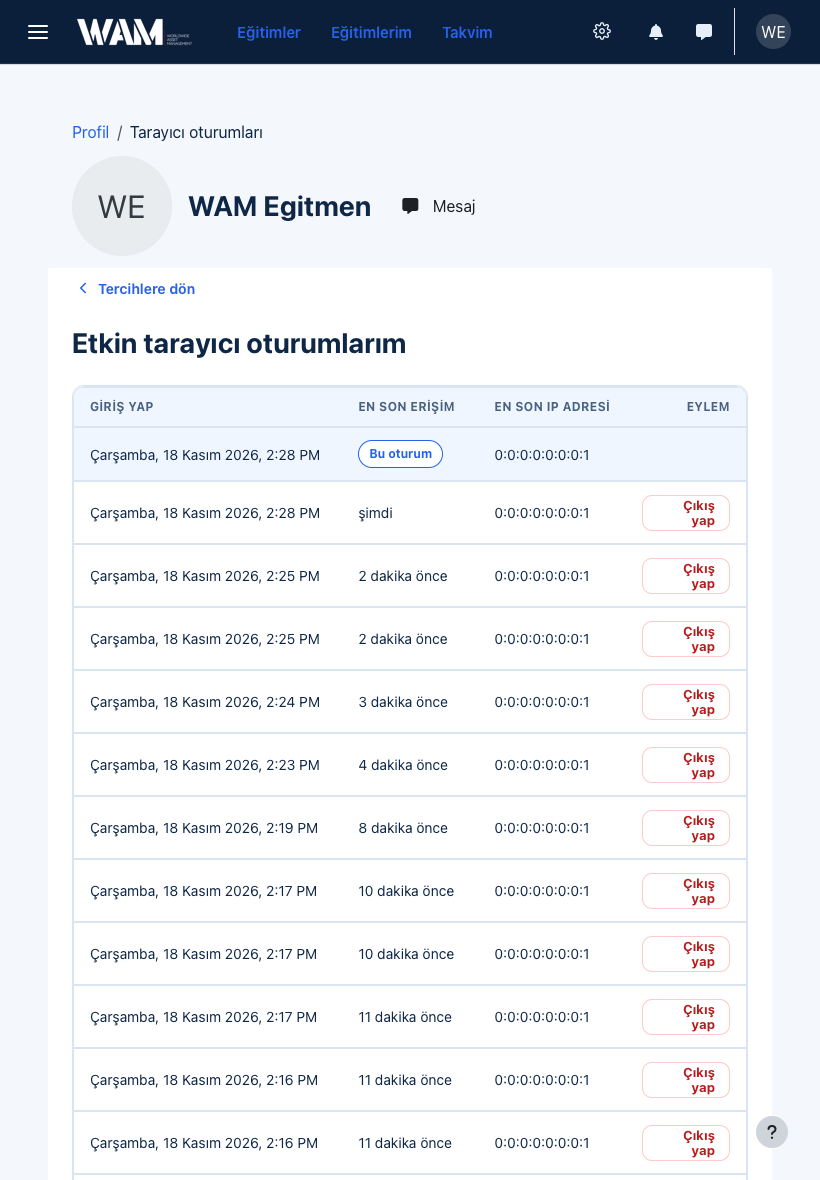 WAM WORLDWIDE ASSET MANAGEMENT Eğitimler Eğitimlerim Takvim WE
Profil / Tarayıcı oturumları
WE WAM Egitmen Mesaj
Tercihlere dön
Etkin tarayıcı oturumlarım
GİRİŞ YAP EN SON ERİŞİM EN SON IP ADRESİ EYLEM
Çarşamba, 18 Kasım 2026, 2:28 PM Bu oturum 0:0:0:0:0:0:0:1
Çarşamba, 18 Kasım 2026, 2:28 PM şimdi 0:0:0:0:0:0:0:1 Çıkış yap
Çarşamba, 18 Kasım 2026, 2:25 PM 2 dakika önce 0:0:0:0:0:0:0:1 Çıkış yap
Çarşamba, 18 Kasım 2026, 2:25 PM 2 dakika önce 0:0:0:0:0:0:0:1 Çıkış yap
Çarşamba, 18 Kasım 2026, 2:24 PM 3 dakika önce 0:0:0:0:0:0:0:1 Çıkış yap
Çarşamba, 18 Kasım 2026, 2:23 PM 4 dakika önce 0:0:0:0:0:0:0:1 Çıkış yap
Çarşamba, 18 Kasım 2026, 2:19 PM 8 dakika önce 0:0:0:0:0:0:0:1 Çıkış yap
Çarşamba, 18 Kasım 2026, 2:17 PM 10 dakika önce 0:0:0:0:0:0:0:1 Çıkış yap
Çarşamba, 18 Kasım 2026, 2:17 PM 10 dakika önce 0:0:0:0:0:0:0:1 Çıkış yap
Çarşamba, 18 Kasım 2026, 2:17 PM 11 dakika önce 0:0:0:0:0:0:0:1 Çıkış yap
Çarşamba, 18 Kasım 2026, 2:16 PM 11 dakika önce 0:0:0:0:0:0:0:1 Çıkış yap
Çarşamba, 18 Kasım 2026, 2:16 PM 11 dakika önce 0:0:0:0:0:0:0:1 Çıkış yap
?